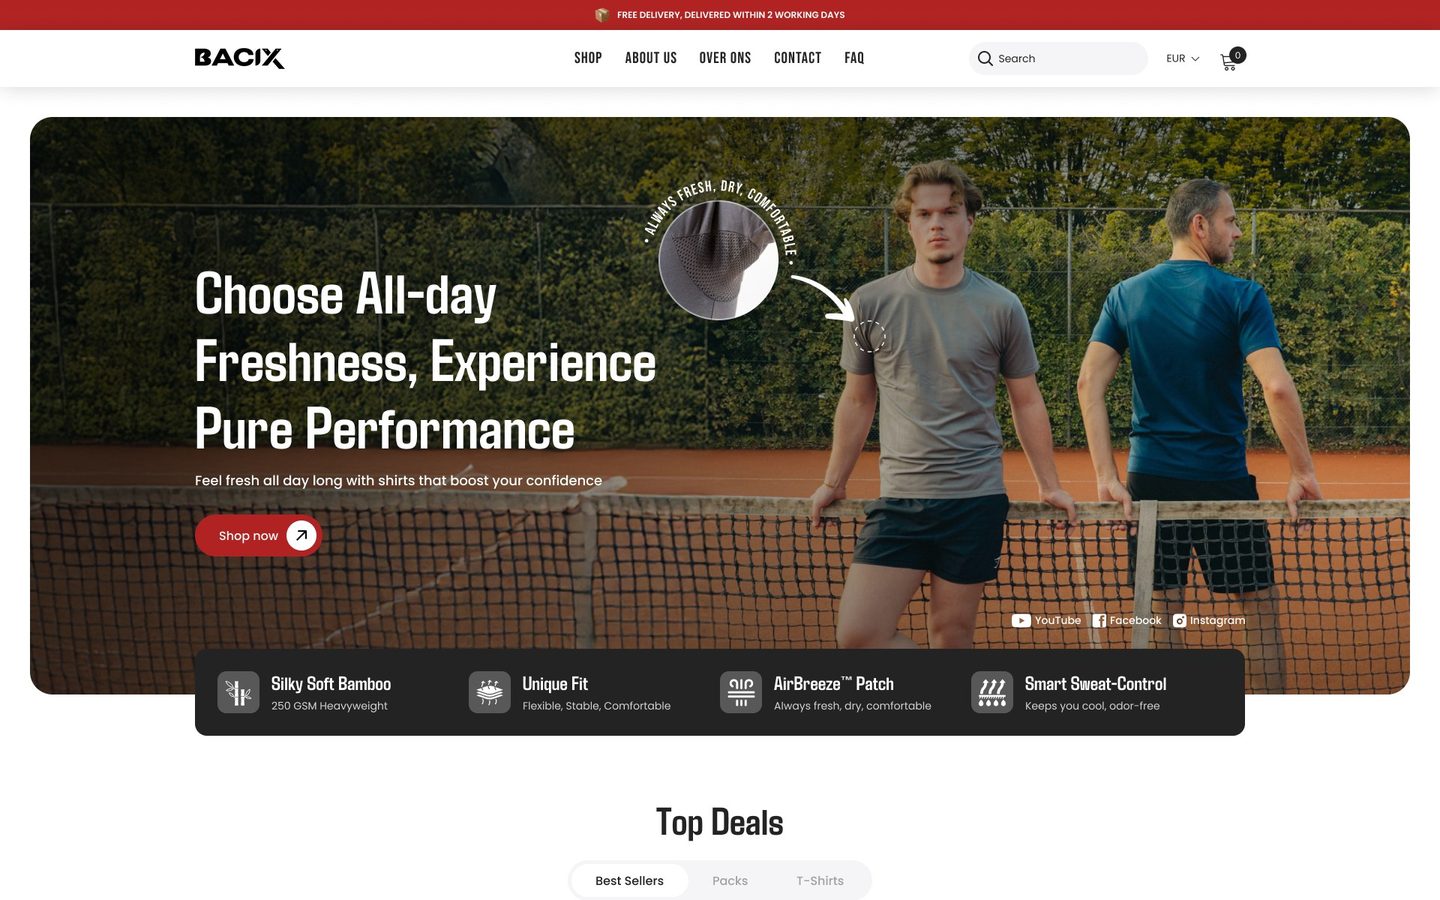 FREE DELIVERY, DELIVERED WITHIN 2 WORKING DAYS
BACIX
SHOP
ABOUT US
OVER ONS
CONTACT
FAQ
Search
EUR
0
• ALWAYS FRESH, DRY, COMFORTABLE •
Choose All-day
Freshness, Experience
Pure Performance
Feel fresh all day long with shirts that boost your confidence
Shop now
YouTube
Facebook
Instagram
Silky Soft Bamboo
250 GSM Heavyweight
Unique Fit
Flexible, Stable, Comfortable
AirBreeze™ Patch
Always fresh, dry, comfortable
Smart Sweat-Control
Keeps you cool, odor-free
Top Deals
Best Sellers
Packs
T-Shirts